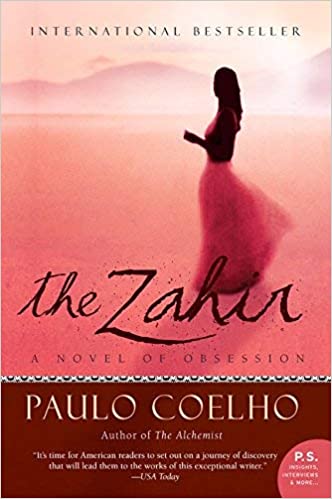 INTERNATIONAL BESTSELLER
the Zahir
A NOVEL OF OBSESSION
PAULO COELHO
Author of The Alchemist
"It's time for American readers to set out on a journey of discovery
that will lead them to the works of this exceptional writer."
—USA Today
P.S.
INSIGHTS,
INTERVIEWS
& MORE...